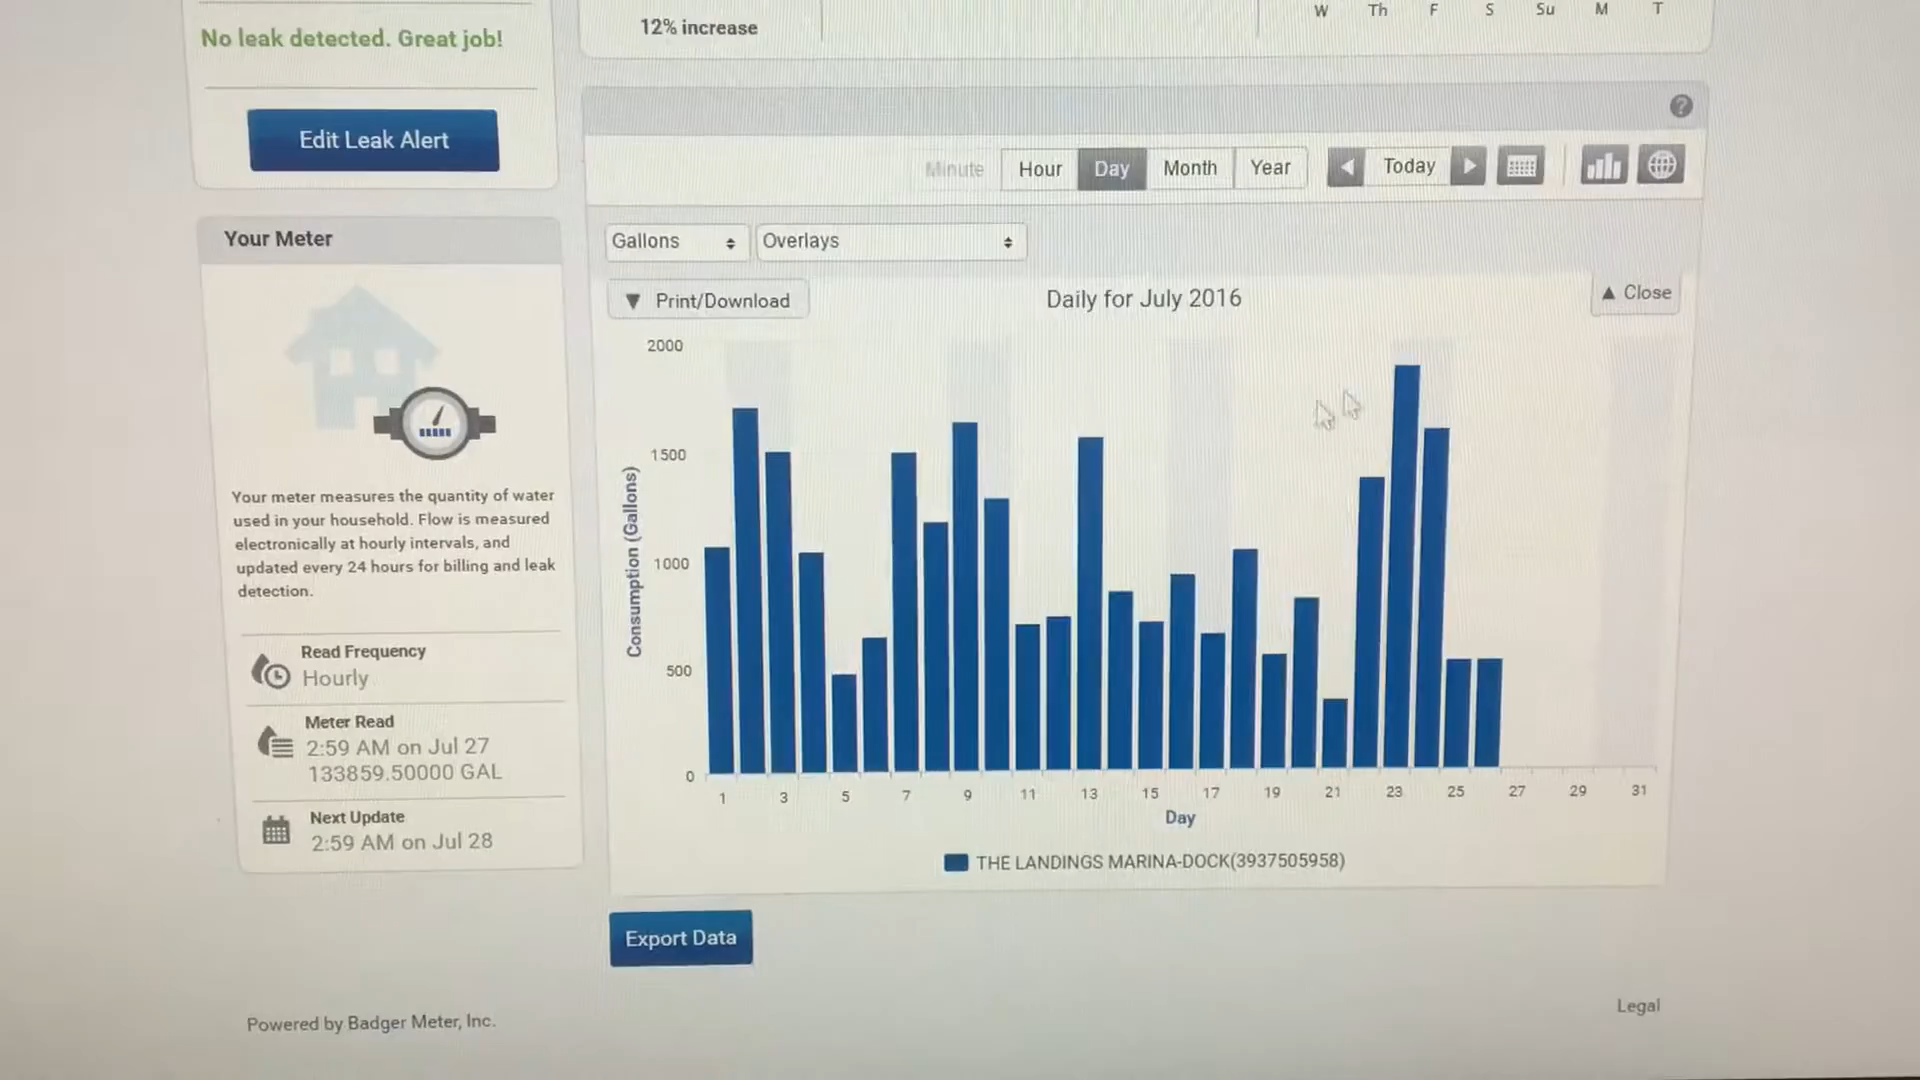 No leak detected. Great job!
Edit Leak Alert
12% increase
W Th F S Su M T
?
Minute Hour Day Month Year Today
Gallons Overlays
Print/Download
Daily for July 2016
Close
Your Meter
Your meter measures the quantity of water
used in your household. Flow is measured
electronically at hourly intervals, and
updated every 24 hours for billing and leak
detection.
Read Frequency
Hourly
Meter Read
2:59 AM on Jul 27
133859.50000 GAL
Next Update
2:59 AM on Jul 28
Consumption (Gallons)
2000
1500
1000
500
0
1 3 5 7 9 11 13 15 17 19 21 23 25 27 29 31
Day
THE LANDINGS MARINA-DOCK(3937505958)
Export Data
Powered by Badger Meter, Inc.
Legal